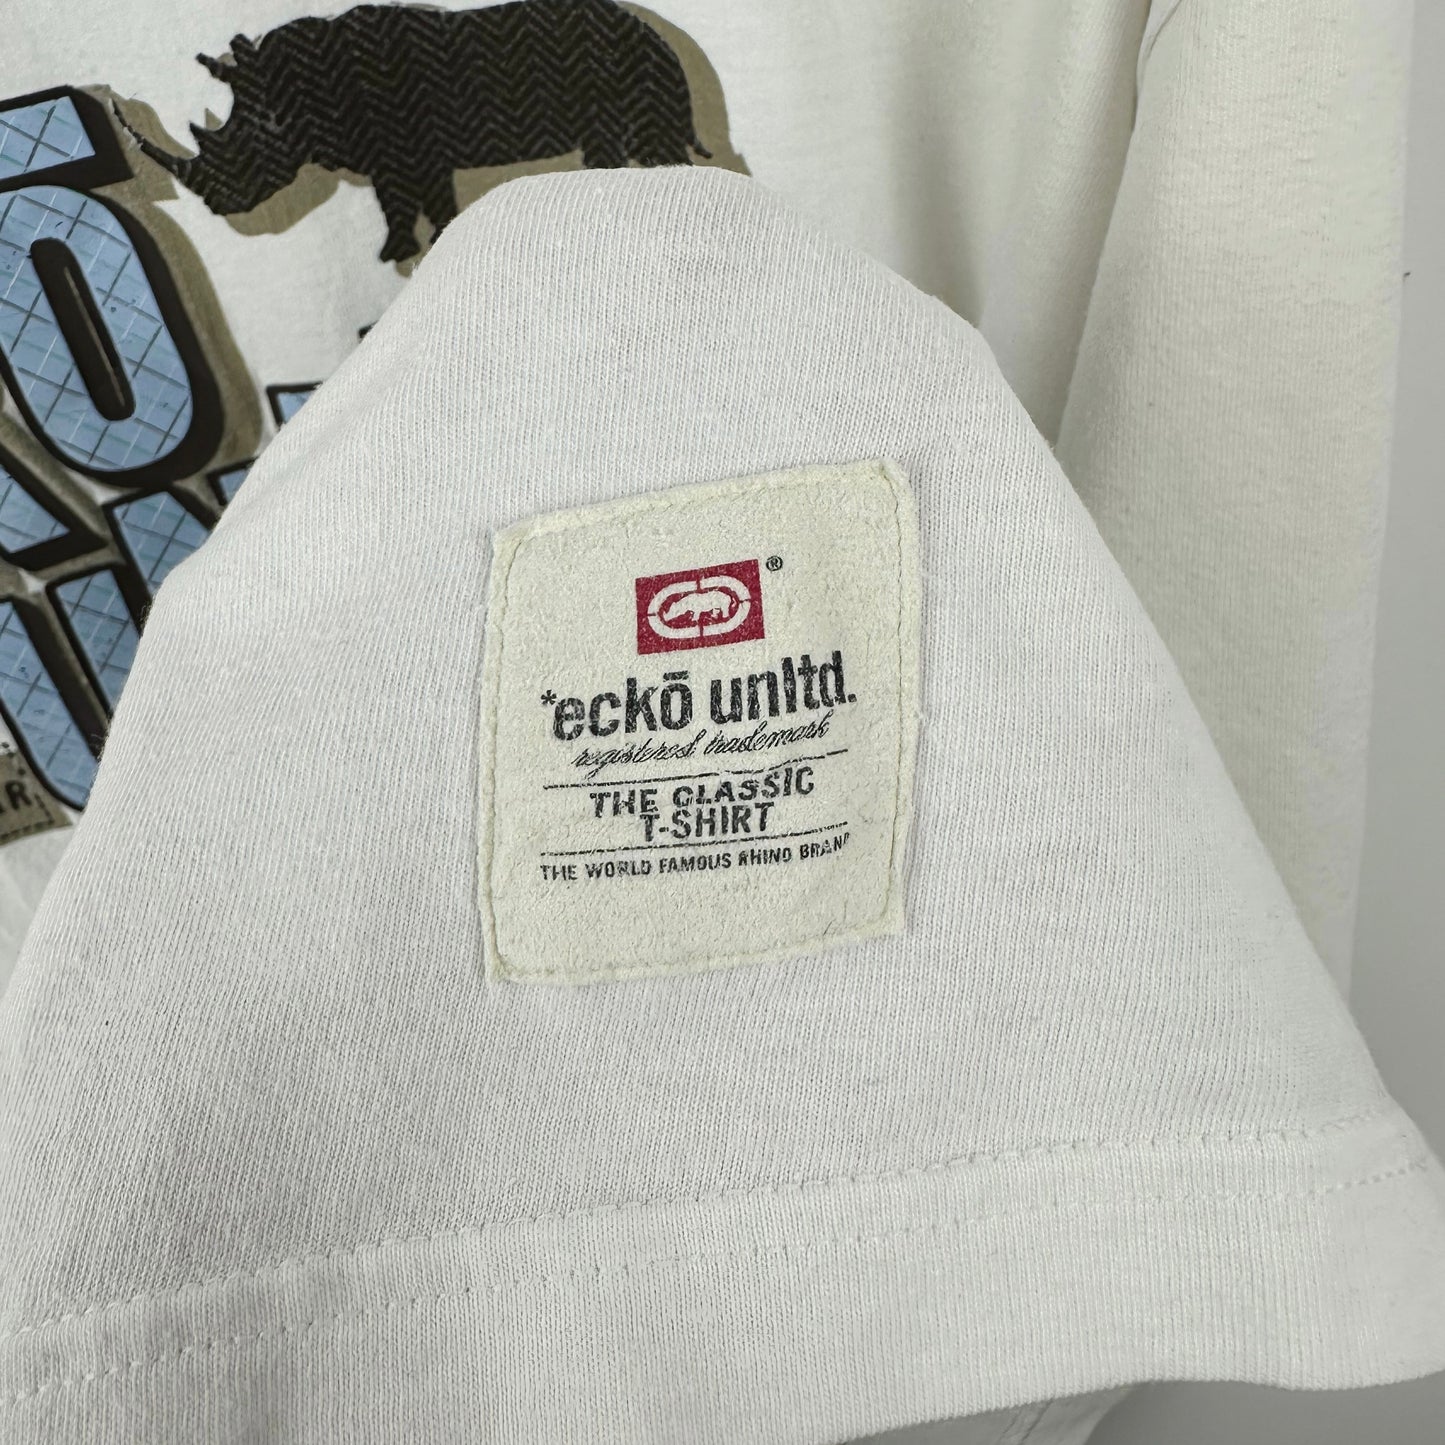 ®
*eckō unltd.
registered trademark
THE CLASSIC
T-SHIRT
THE WORLD FAMOUS RHINO BRAND